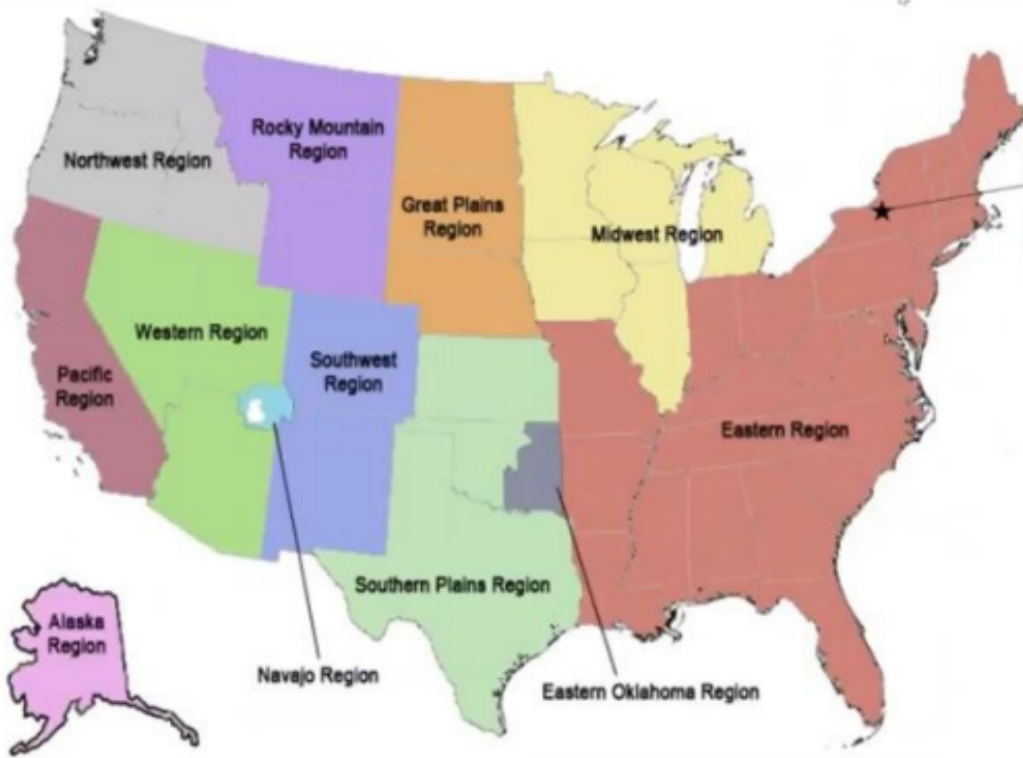 Rocky Mountain
Region
Northwest Region
Great Plains
Region
Midwest Region
Western Region
Southwest
Region
Pacific
Region
Eastern Region
Southern Plains Region
Alaska
Region
Navajo Region
Eastern Oklahoma Region